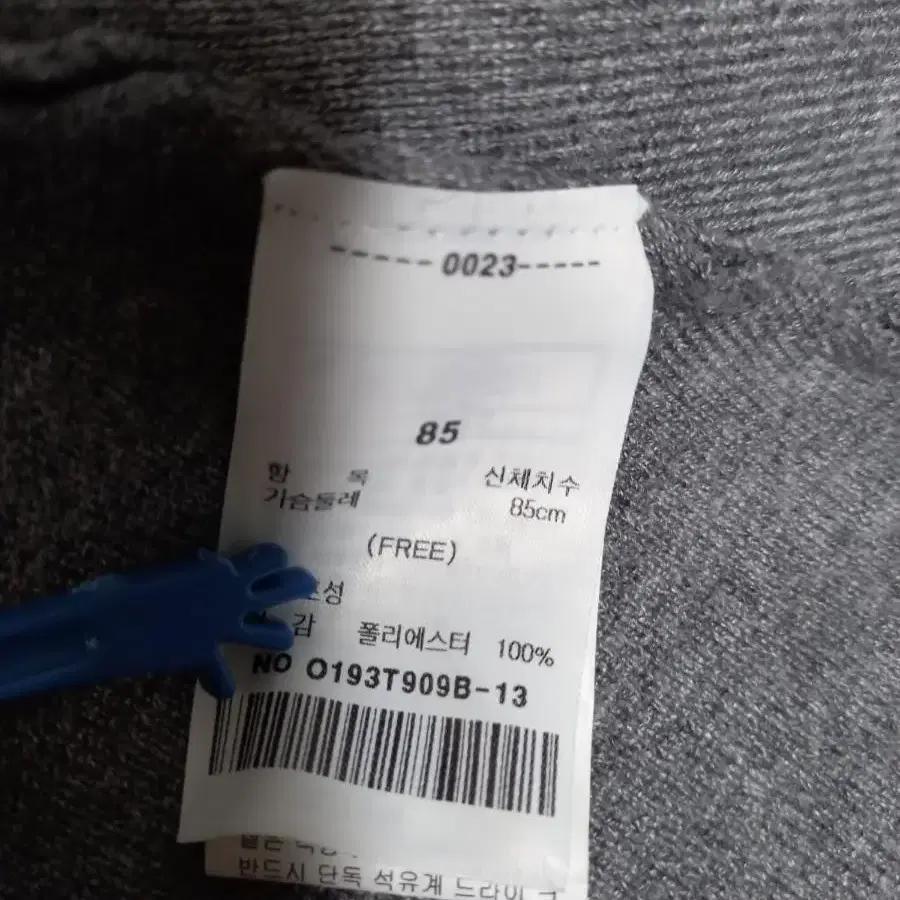 -----0023-----
85
항 목 신체치수
가슴둘레 85cm
(FREE)
성
감 폴리에스터 100%
NO O193T909B-13
반드시 단독 석유계 드라이